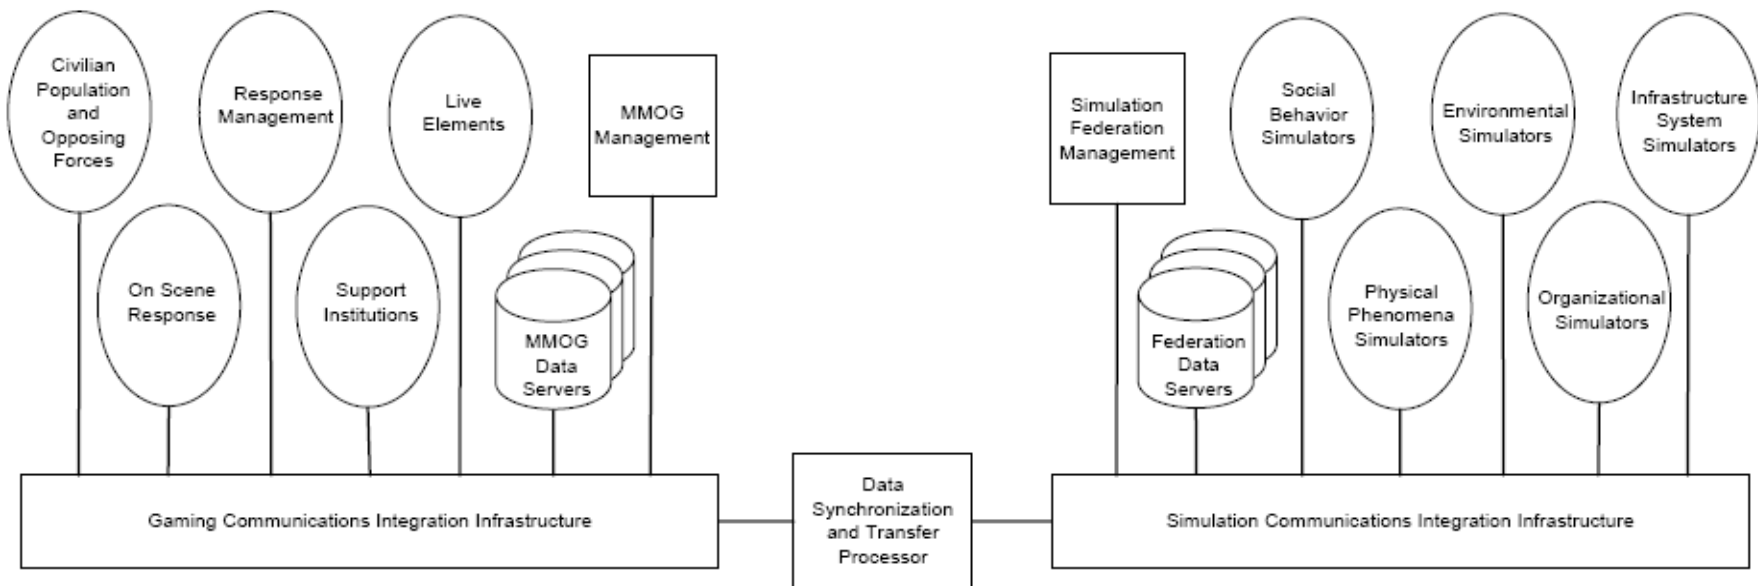 Civilian
Population
and
Opposing
Forces
Response
Management
Live
Elements
MMOG
Management
On Scene
Response
Support
Institutions
MMOG
Data
Servers
Simulation
Federation
Management
Social
Behavior
Simulators
Environmental
Simulators
Infrastructure
System
Simulators
Federation
Data
Servers
Physical
Phenomena
Simulators
Organizational
Simulators
Gaming Communications Integration Infrastructure
Data
Synchronization
and Transfer
Processor
Simulation Communications Integration Infrastructure